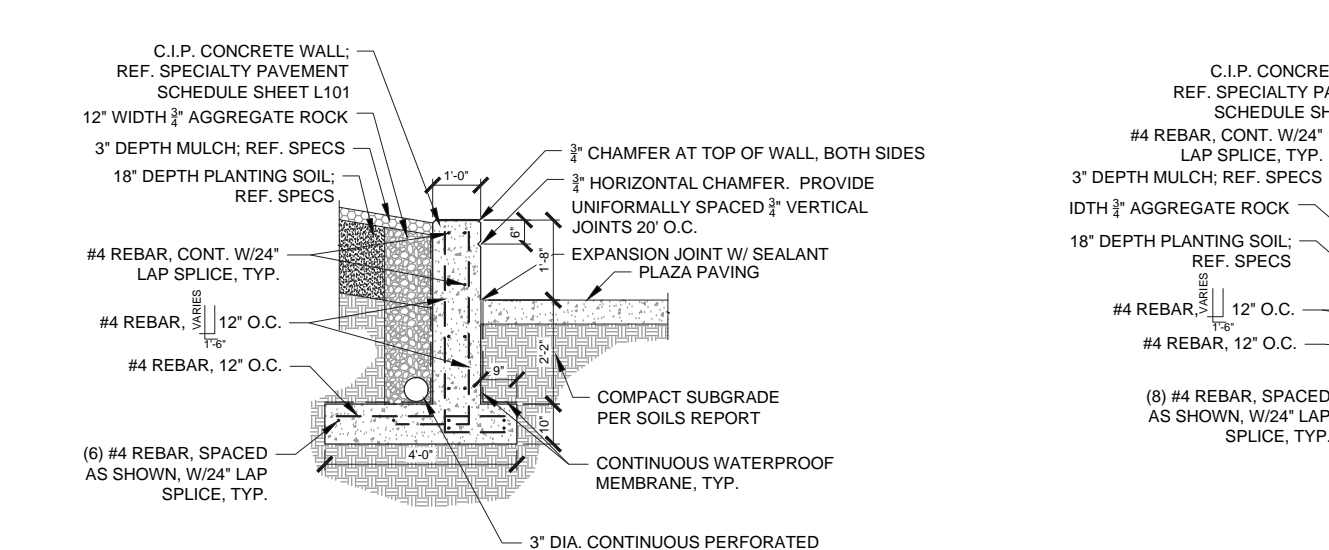 C.I.P. CONCRETE WALL;
REF. SPECIALTY PAVEMENT
SCHEDULE SHEET L101
12" WIDTH 3/4" AGGREGATE ROCK
3" DEPTH MULCH; REF. SPECS
18" DEPTH PLANTING SOIL;
REF. SPECS
#4 REBAR, CONT. W/24"
LAP SPLICE, TYP.
#4 REBAR, VARIES 12" O.C.
1'-6"
#4 REBAR, 12" O.C.
(6) #4 REBAR, SPACED
AS SHOWN, W/24" LAP
SPLICE, TYP.
1'-0"
6"
1'-8"
2'-2"
9"
10"
4'-0"
3/4" CHAMFER AT TOP OF WALL, BOTH SIDES
3/4" HORIZONTAL CHAMFER. PROVIDE
UNIFORMALLY SPACED 3/4" VERTICAL
JOINTS 20' O.C.
EXPANSION JOINT W/ SEALANT
PLAZA PAVING
COMPACT SUBGRADE
PER SOILS REPORT
CONTINUOUS WATERPROOF
MEMBRANE, TYP.
3" DIA. CONTINUOUS PERFORATED
C.I.P. CONCRE
REF. SPECIALTY PA
SCHEDULE SH
#4 REBAR, CONT. W/24"
LAP SPLICE, TYP.
3" DEPTH MULCH; REF. SPECS
IDTH 3/4" AGGREGATE ROCK
18" DEPTH PLANTING SOIL;
REF. SPECS
#4 REBAR, VARIES 12" O.C.
1'-6"
#4 REBAR, 12" O.C.
(8) #4 REBAR, SPACED
AS SHOWN, W/24" LAP
SPLICE, TYP.